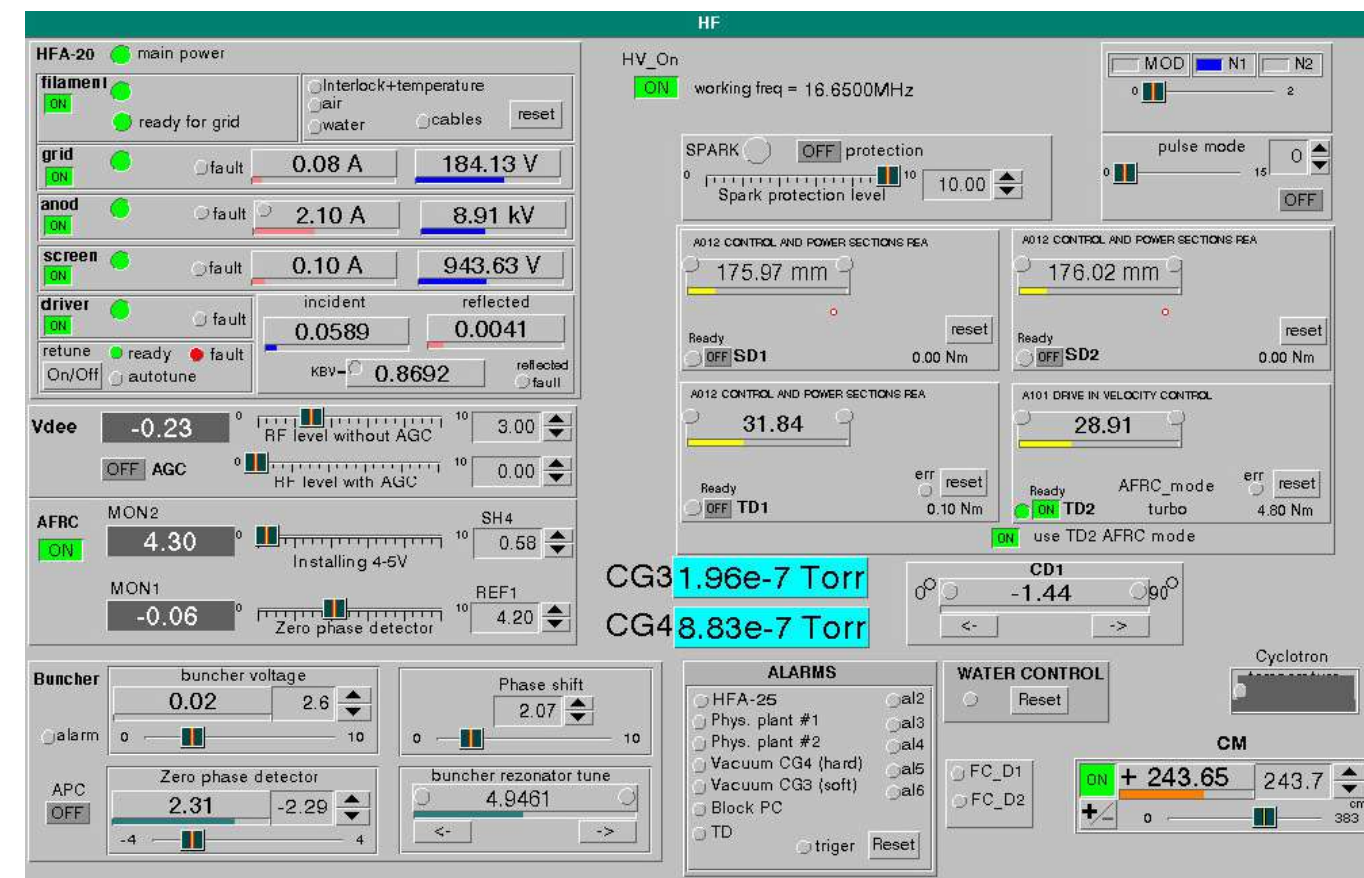 HF
HFA-20 main power
filament
ON
ready for grid
Interlock+temperature
air
water
cables
reset
grid
ON
fault
0.08 A
184.13 V
anod
ON
fault
2.10 A
8.91 kV
screen
ON
fault
0.10 A
943.63 V
driver
ON
fault
incident
0.0589
reflected
0.0041
retune
ready
fault
On/Off
autotune
KBV-
0.8692
reflected
fault
Vdee
-0.23
0
10
RF level without AGC
3.00
OFF AGC
0
10
RF level with AGC
0.00
AFRC
ON
MON2
4.30
0
10
Installing 4-5V
SH4
0.58
MON1
-0.06
0
10
Zero phase detector
REF1
4.20
HV_On
ON
working freq = 16.6500MHz
MOD
N1
N2
0
2
SPARK
OFF protection
0
10
Spark protection level
10.00
pulse mode
0
15
0
OFF
A012 CONTROL AND POWER SECTIONS REA
175.97 mm
reset
Ready
OFF SD1
0.00 Nm
A012 CONTROL AND POWER SECTIONS REA
176.02 mm
reset
Ready
OFF SD2
0.00 Nm
A012 CONTROL AND POWER SECTIONS REA
31.84
err
reset
Ready
OFF TD1
0.10 Nm
A101 DRIVE IN VELOCITY CONTROL
28.91
err
reset
Ready
ON TD2
AFRC_mode
turbo
4.80 Nm
ON use TD2 AFRC mode
CG3 1.96e-7 Torr
CG4 8.83e-7 Torr
CD1
0
-1.44
90
<-
->
Buncher
alarm
buncher voltage
0.02
2.6
0
10
Phase shift
2.07
0
10
APC
OFF
Zero phase detector
2.31
-2.29
-4
4
buncher rezonator tune
4.9461
<-
->
ALARMS
HFA-25
al2
Phys. plant #1
al3
Phys. plant #2
al4
Vacuum CG4 (hard)
al5
Vacuum CG3 (soft)
al6
Block PC
TD
triger
Reset
WATER CONTROL
Reset
FC_D1
FC_D2
Cyclotron
CM
ON
+ 243.65
243.7
+/-
0
cm
383